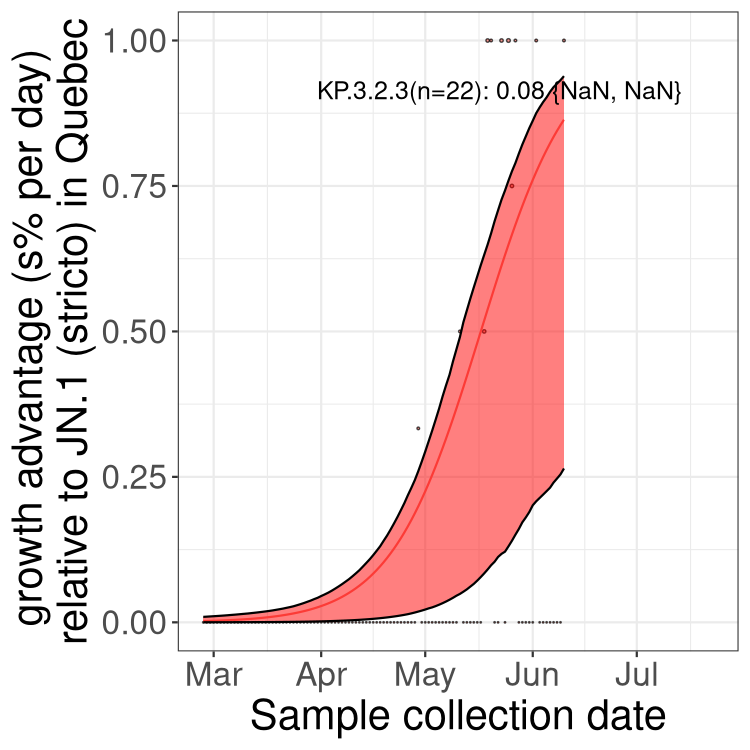 growth advantage (s% per day)
relative to JN.1 (stricto) in Quebec
1.00
0.75
0.50
0.25
0.00
KP.3.2.3(n=22): 0.08 {NaN, NaN}
Mar Apr May Jun Jul
Sample collection date